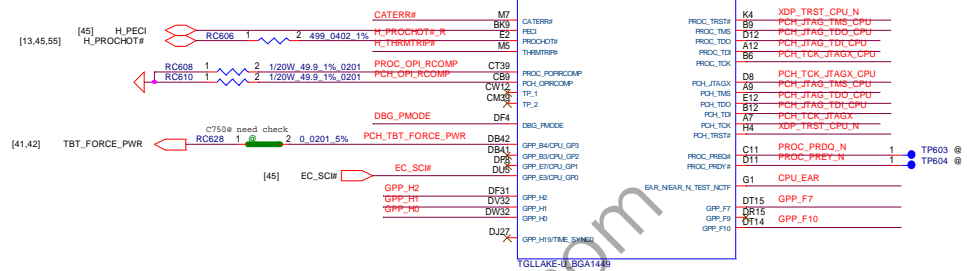 CATERR# M7 CATERR#
[45] H_PECI BK9 PECI
[13,45,55] H_PROCHOT# RC606 1 2 499_0402_1% H_PROCHOT#_R E2 PROCHOT#
H_THRMTRIP# M5 THRMTRIP#
RC608 1 2 1/20W_49.9_1%_0201 PROC_OPI_RCOMP CT39 PROC_POPIRCOMP
RC610 1 2 1/20W_49.9_1%_0201 PCH_OPI_RCOMP CB9 PCH_OPIRCOMP
CW12 TP_1
CM39 TP_2
DBG_PMODE DF4 DBG_PMODE
C750@ need check
[41,42] TBT_FORCE_PWR RC628 1 @ 2 0_0201_5% PCH_TBT_FORCE_PWR DB42 GPP_B4/CPU_GP3
DB41 GPP_B3/CPU_GP2
DP8 GPP_E7/CPU_GP1
[45] EC_SCI# EC_SCI# DU5 GPP_E3/CPU_GP0
GPP_H2 DF31 GPP_H2
GPP_H1 DV32 GPP_H1
GPP_H0 DW32 GPP_H0
DJ27 GPP_H19/TIME_SYNC0
PROC_TRST# K4 XDP_TRST_CPU_N
PROC_TMS B9 PCH_JTAG_TMS_CPU
PROC_TDO D12 PCH_JTAG_TDO_CPU
PROC_TDI A12 PCH_JTAG_TDI_CPU
PROC_TCK B6 PCH_TCK_JTAGX_CPU
PCH_JTAGX D8 PCH_TCK_JTAGX_CPU
PCH_TMS A9 PCH_JTAG_TMS_CPU
PCH_TDO E12 PCH_JTAG_TDO_CPU
PCH_TDI B12 PCH_JTAG_TDI_CPU
PCH_TCK A7 PCH_TCK_JTAGX
PCH_TRST# H4 XDP_TRST_CPU_N
PROC_PREQ# C11 PROC_PRDQ_N 1 TP603 @
PROC_PRDY# D11 PROC_PREY_N 1 TP604 @
EAR_N/EAR_N_TEST_NCTF G1 CPU_EAR
GPP_F7 DT15 GPP_F7
GPP_F9 DR15
GPP_F10 DT14 GPP_F10
TGLLAKE-U_BGA1449
com